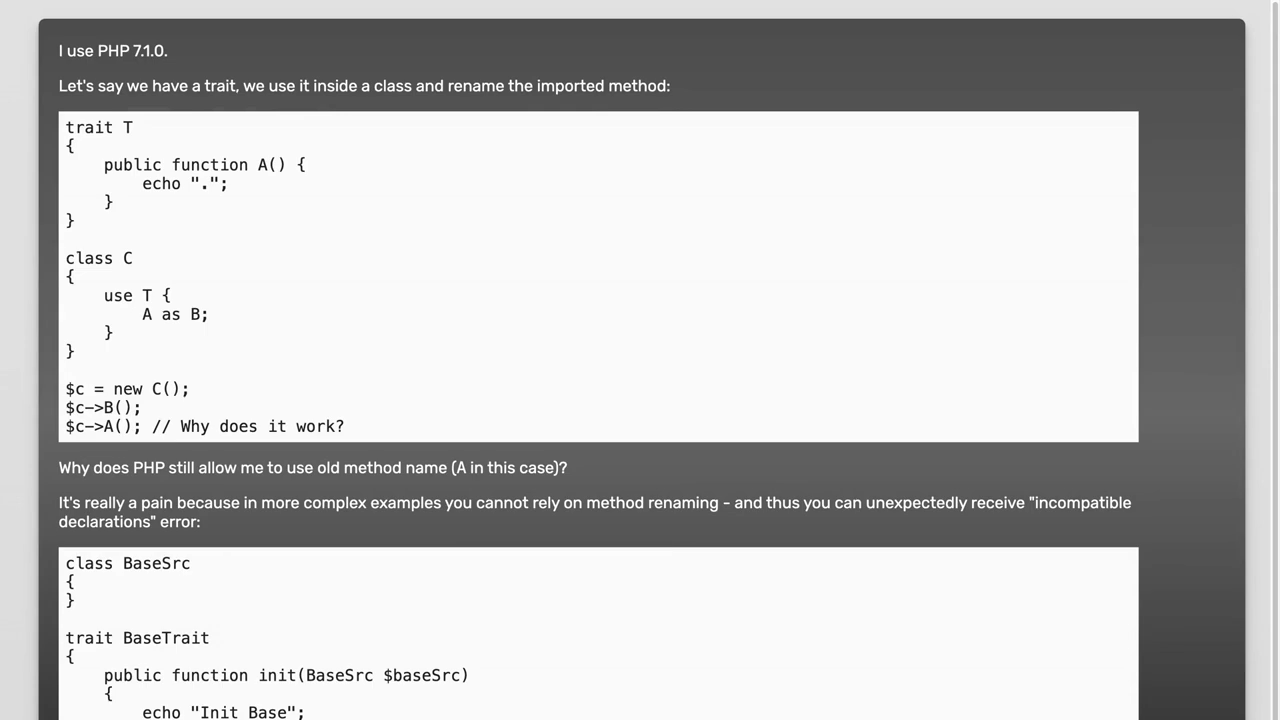 I use PHP 7.1.0.
Let's say we have a trait, we use it inside a class and rename the imported method:
trait T
{
    public function A() {
        echo ".";
    }
}
class C
{
    use T {
        A as B;
    }
}
$c = new C();
$c->B();
$c->A(); // Why does it work?
Why does PHP still allow me to use old method name (A in this case)?
It's really a pain because in more complex examples you cannot rely on method renaming - and thus you can unexpectedly receive "incompatible
declarations" error:
class BaseSrc
{
}
trait BaseTrait
{
    public function init(BaseSrc $baseSrc)
    {
        echo "Init Base";